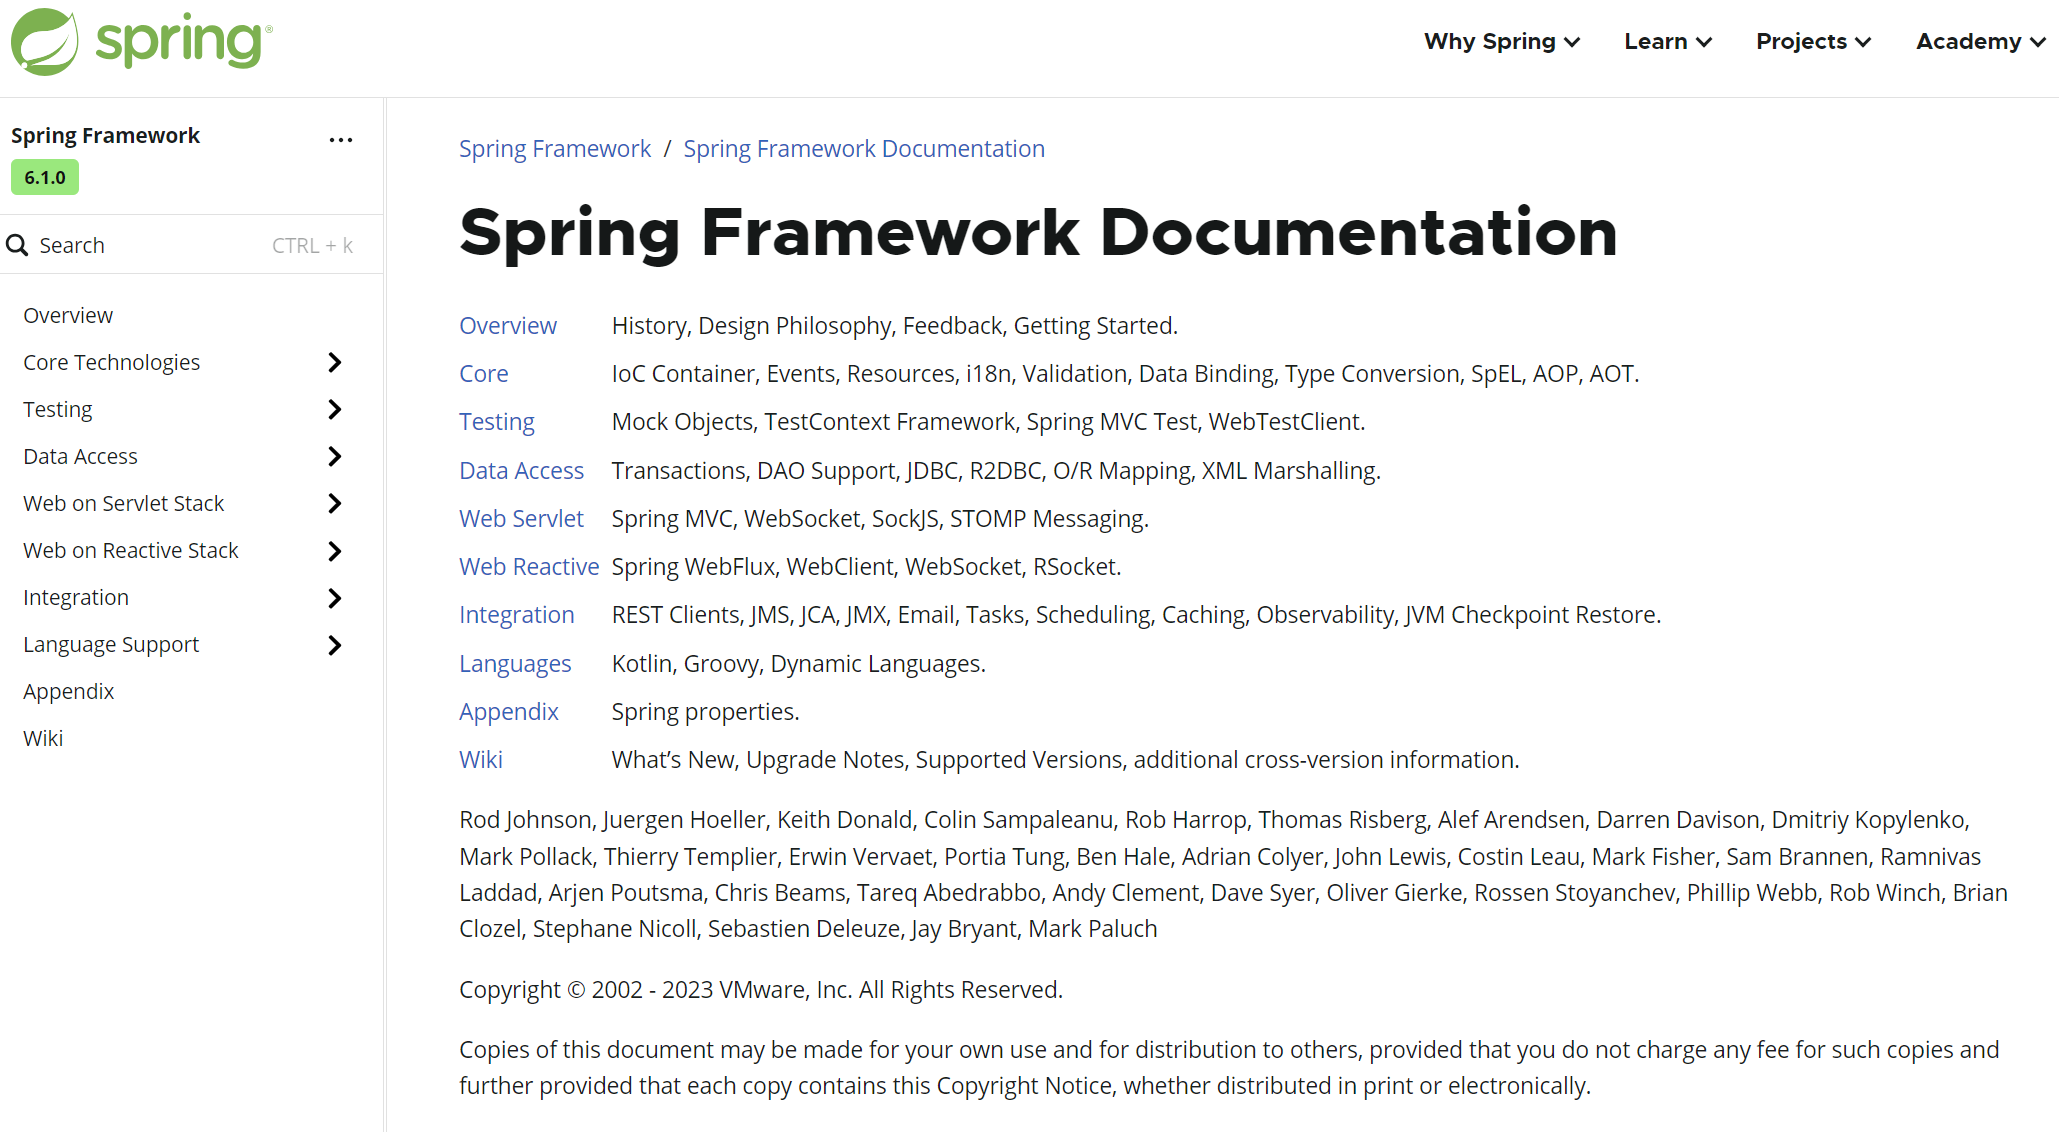 spring®
Why Spring
Learn
Projects
Academy
Spring Framework
...
6.1.0
Search
CTRL + k
Overview
Core Technologies
Testing
Data Access
Web on Servlet Stack
Web on Reactive Stack
Integration
Language Support
Appendix
Wiki
Spring Framework / Spring Framework Documentation
Spring Framework Documentation
Overview History, Design Philosophy, Feedback, Getting Started.
Core IoC Container, Events, Resources, i18n, Validation, Data Binding, Type Conversion, SpEL, AOP, AOT.
Testing Mock Objects, TestContext Framework, Spring MVC Test, WebTestClient.
Data Access Transactions, DAO Support, JDBC, R2DBC, O/R Mapping, XML Marshalling.
Web Servlet Spring MVC, WebSocket, SockJS, STOMP Messaging.
Web Reactive Spring WebFlux, WebClient, WebSocket, RSocket.
Integration REST Clients, JMS, JCA, JMX, Email, Tasks, Scheduling, Caching, Observability, JVM Checkpoint Restore.
Languages Kotlin, Groovy, Dynamic Languages.
Appendix Spring properties.
Wiki What’s New, Upgrade Notes, Supported Versions, additional cross-version information.
Rod Johnson, Juergen Hoeller, Keith Donald, Colin Sampaleanu, Rob Harrop, Thomas Risberg, Alef Arendsen, Darren Davison, Dmitriy Kopylenko,
Mark Pollack, Thierry Templier, Erwin Vervaet, Portia Tung, Ben Hale, Adrian Colyer, John Lewis, Costin Leau, Mark Fisher, Sam Brannen, Ramnivas
Laddad, Arjen Poutsma, Chris Beams, Tareq Abedrabbo, Andy Clement, Dave Syer, Oliver Gierke, Rossen Stoyanchev, Phillip Webb, Rob Winch, Brian
Clozel, Stephane Nicoll, Sebastien Deleuze, Jay Bryant, Mark Paluch
Copyright © 2002 - 2023 VMware, Inc. All Rights Reserved.
Copies of this document may be made for your own use and for distribution to others, provided that you do not charge any fee for such copies and
further provided that each copy contains this Copyright Notice, whether distributed in print or electronically.